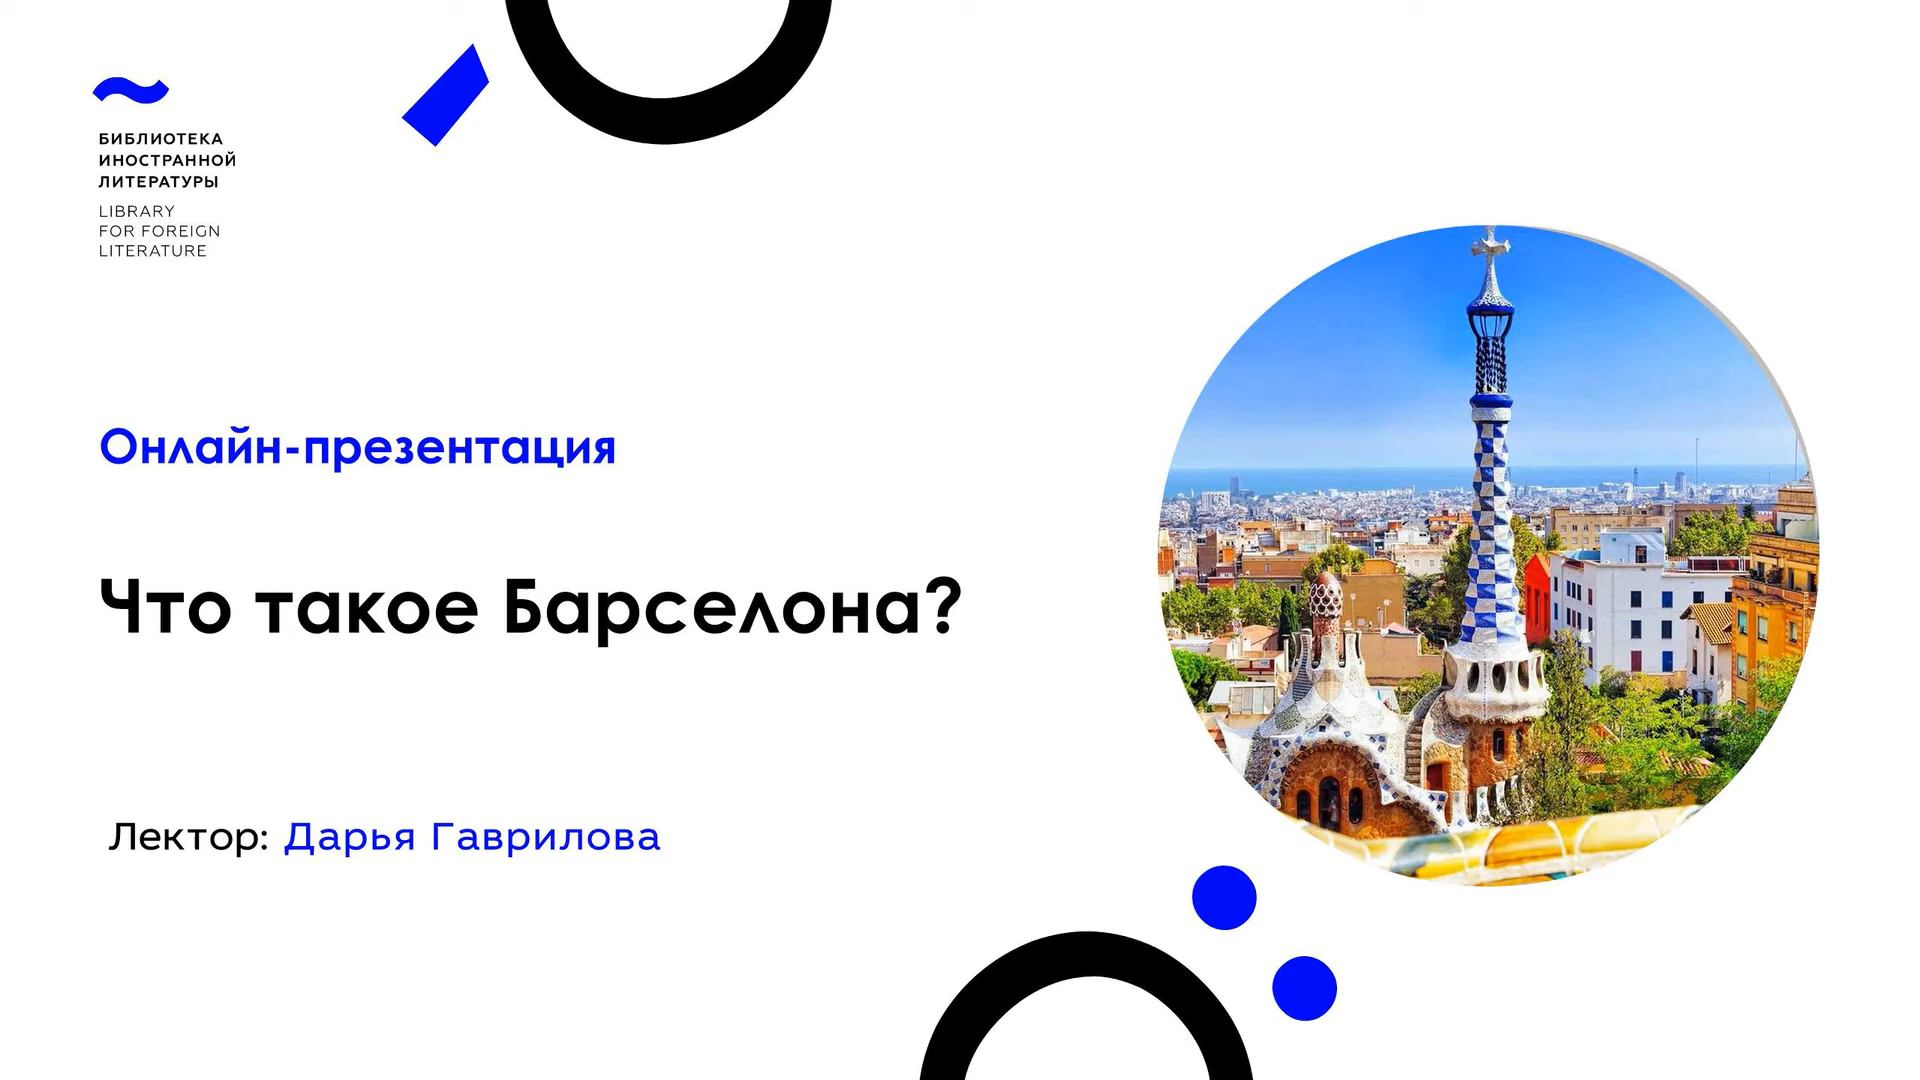 БИБЛИОТЕКА
ИНОСТРАННОЙ
ЛИТЕРАТУРЫ
LIBRARY
FOR FOREIGN
LITERATURE
Онлайн-презентация
Что такое Барселона?
Лектор: Дарья Гаврилова